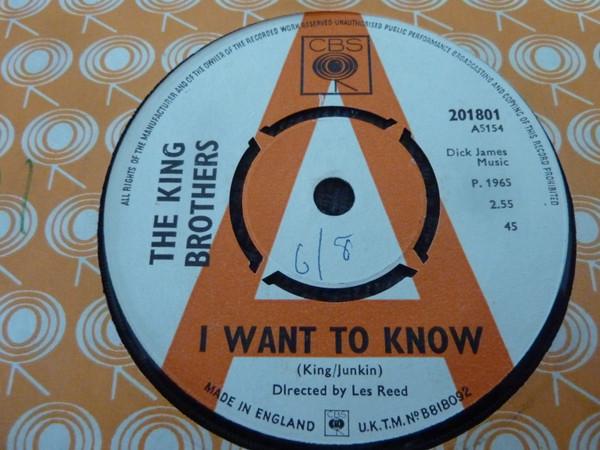 ALL RIGHTS OF THE MANUFACTURER AND OF THE OWNER OF THE RECORDED WORK RESERVED UNAUTHORISED PUBLIC PERFORMANCE BROADCASTING AND COPYING OF THIS RECORD PROHIBITED
CBS
201801
A5154
Dick James
Music
P. 1965
2.55
45
THE KING
BROTHERS
6/8
I WANT TO KNOW
(King/Junkin)
Directed by Les Reed
MADE IN ENGLAND CBS U.K.T.M. Nº BB1B092